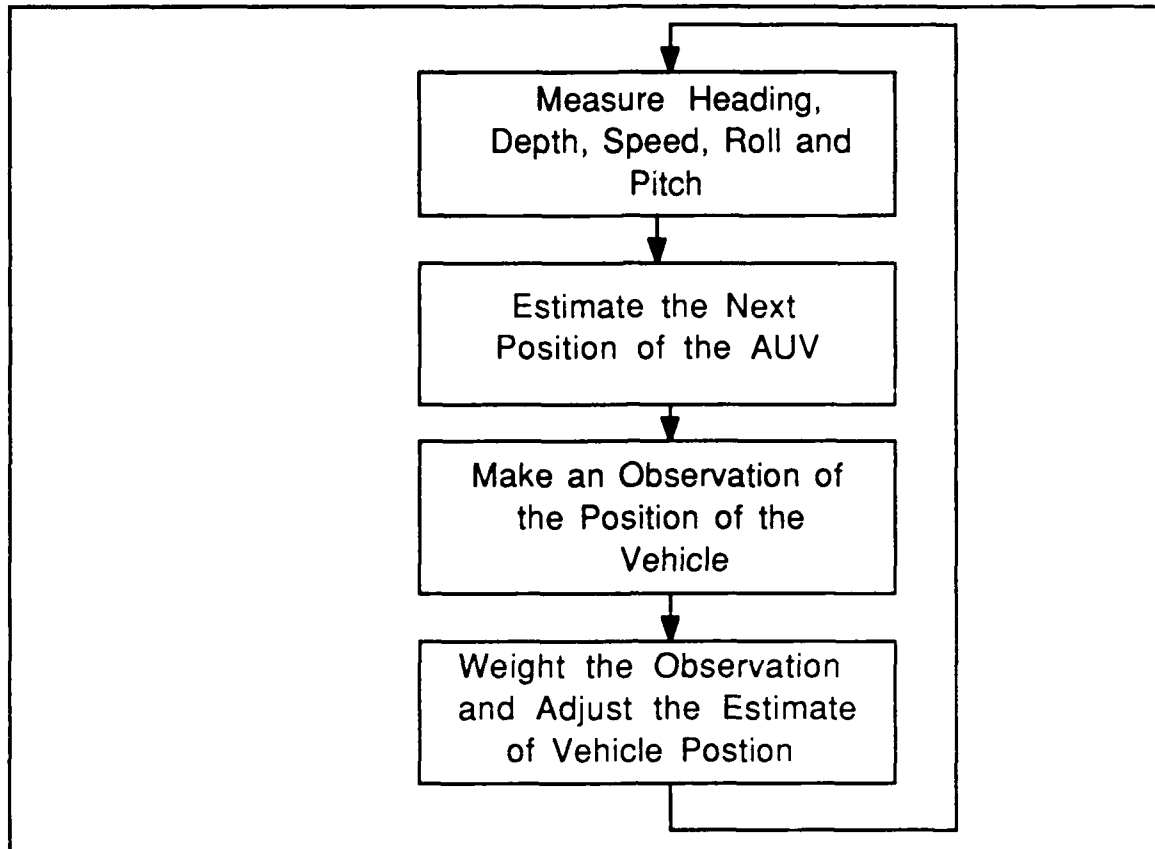 Measure Heading,
Depth, Speed, Roll and
Pitch
Estimate the Next
Position of the AUV
Make an Observation of
the Position of the
Vehicle
Weight the Observation
and Adjust the Estimate
of Vehicle Postion